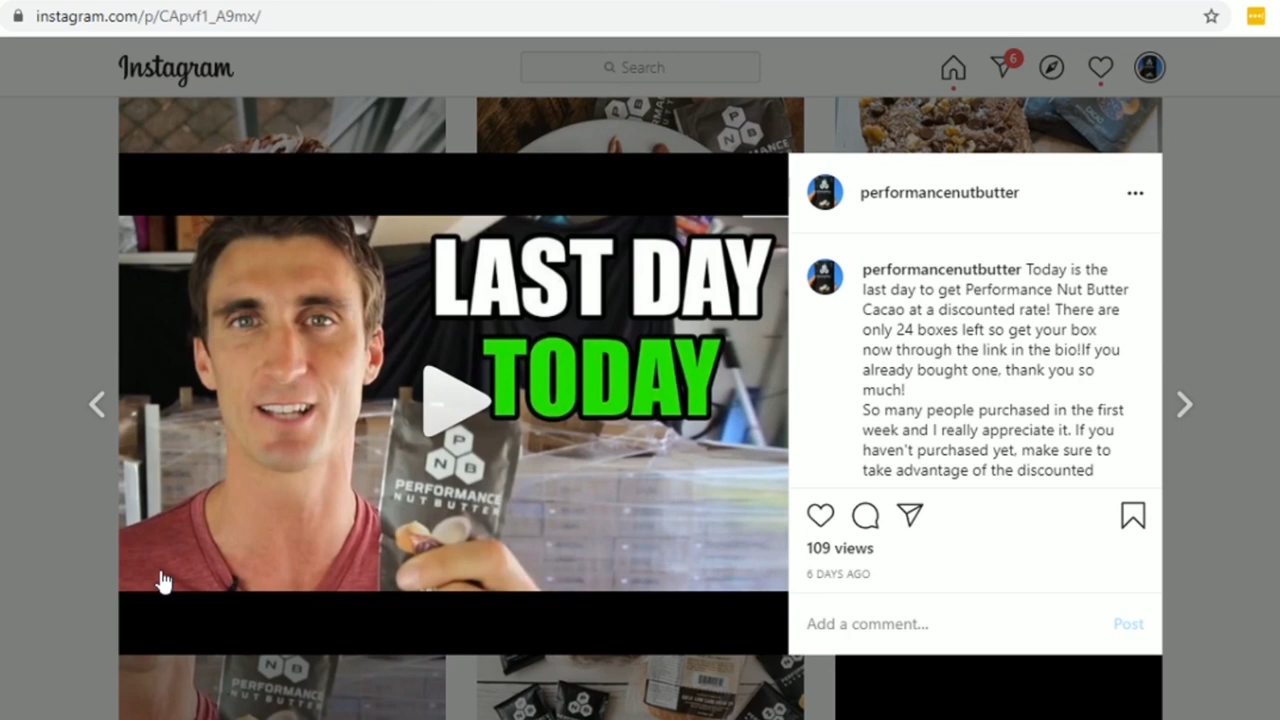 instagram.com/p/CApvf1_A9mx/
Instagram
Search
6
P
N B
PERFORMANCE
performancenutbutter
LAST DAY
TODAY
P
N B
PERFORMANCE
NUT BUTTER
performancenutbutter Today is the
last day to get Performance Nut Butter
Cacao at a discounted rate! There are
only 24 boxes left so get your box
now through the link in the bio!If you
already bought one, thank you so
much!
So many people purchased in the first
week and I really appreciate it. If you
haven't purchased yet, make sure to
take advantage of the discounted
109 views
6 DAYS AGO
Add a comment...
Post
N B
PERFORMANCE
NUT BUTTER